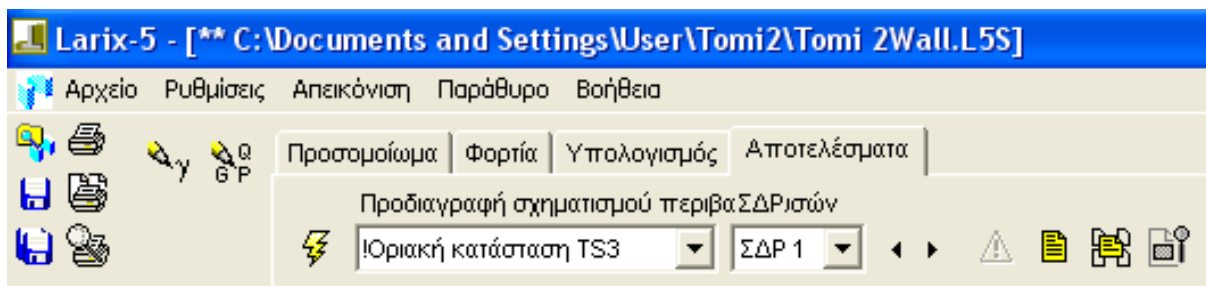 Larix-5 - [** C:\Documents and Settings\User\Tomi2\Tomi 2Wall.L5S]
Αρχείο Ρυθμίσεις Απεικόνιση Παράθυρο Βοήθεια
γ Q G P
Προσομοίωμα Φορτία Υπολογισμός Αποτελέσματα
Προδιαγραφή σχηματισμού περιβαΣΔΡισών
!Οριακή κατάσταση TS3 ΣΔΡ 1